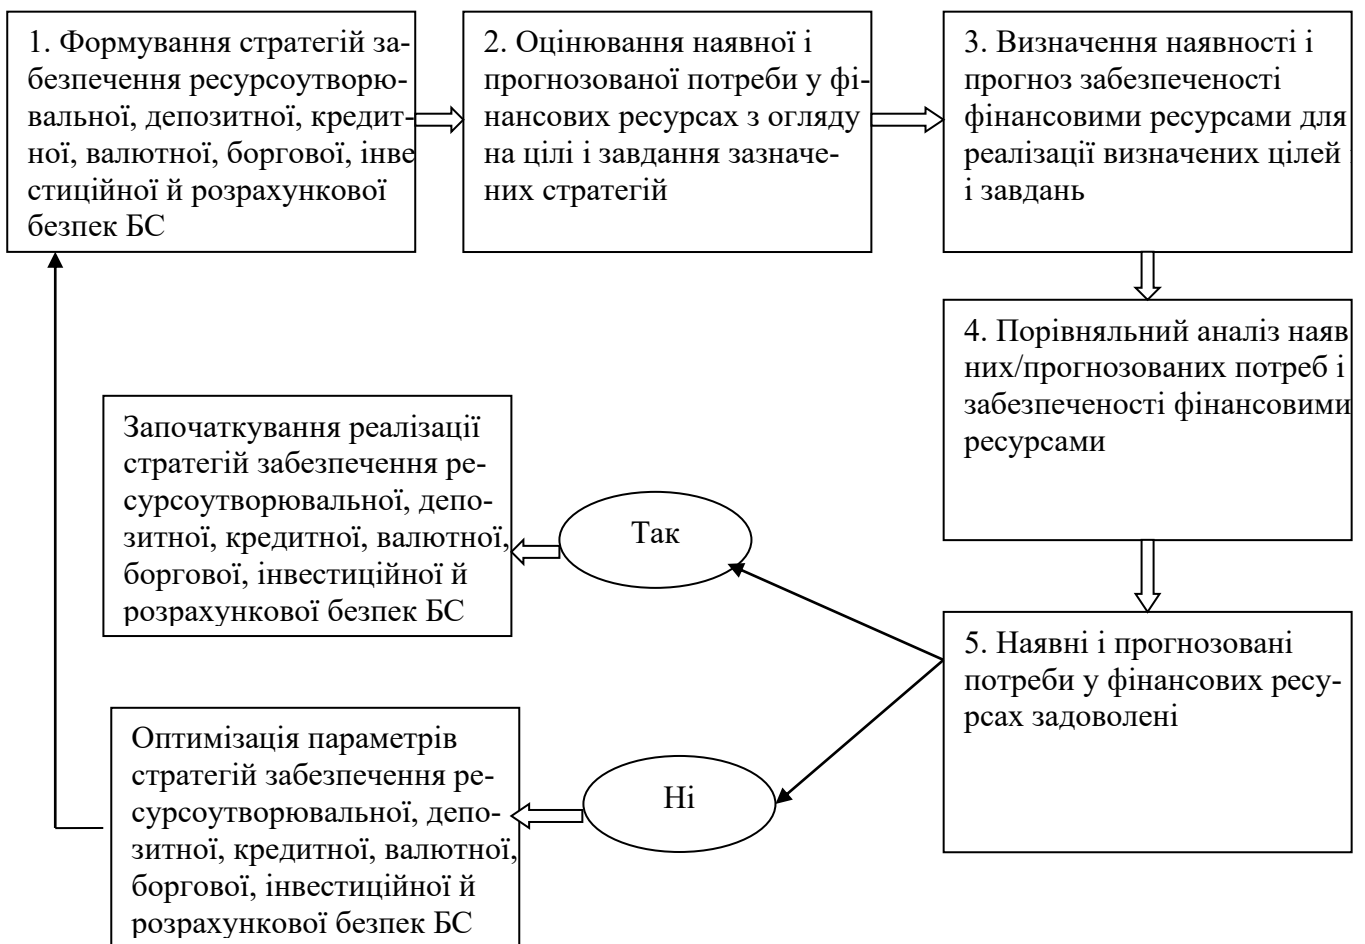 1. Формування стратегій за-
безпечення ресурсоутворю-
вальної, депозитної, кредит-
ної, валютної, боргової, інве
стиційної й розрахункової
безпек БС
2. Оцінювання наявної і
прогнозованої потреби у фі-
нансових ресурсах з огляду
на цілі і завдання зазначе-
них стратегій
3. Визначення наявності і
прогноз забезпеченості
фінансовими ресурсами для
реалізації визначених цілей
і завдань
4. Порівняльний аналіз наяв
них/прогнозованих потреб і
забезпеченості фінансовими
ресурсами
5. Наявні і прогнозовані
потреби у фінансових ресу-
рсах задоволені
Так
Започаткування реалізації
стратегій забезпечення ре-
сурсоутворювальної, депо-
зитної, кредитної, валютної,
боргової, інвестиційної й
розрахункової безпек БС
Ні
Оптимізація параметрів
стратегій забезпечення ре-
сурсоутворювальної, депо-
зитної, кредитної, валютної,
боргової, інвестиційної й
розрахункової безпек БС